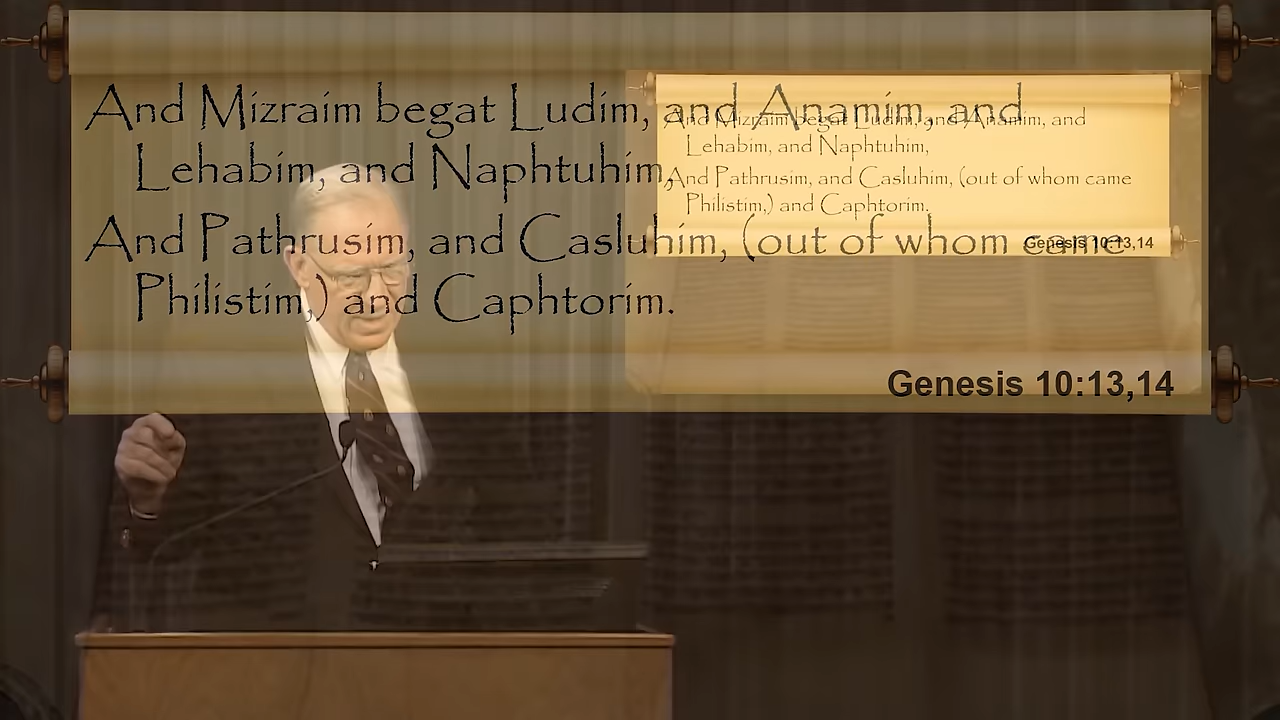 And Mizraim begat Ludim, and Anamim, and
Lehabim, and Naphtuhim,
And Pathrusim, and Casluhim, (out of whom came
Philistim,) and Caphtorim.
Genesis 10:13,14
And Mizraim begat Ludim, and Anamim, and
Lehabim, and Naphtuhim,
And Pathrusim, and Casluhim, (out of whom came
Philistim,) and Caphtorim.
Genesis 10:13,14